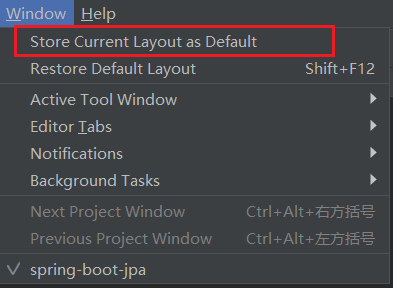 Window Help
Store Current Layout as Default
Restore Default Layout Shift+F12
Active Tool Window
Editor Tabs
Notifications
Background Tasks
Next Project Window Ctrl+Alt+右方括号
Previous Project Window Ctrl+Alt+左方括号
spring-boot-jpa